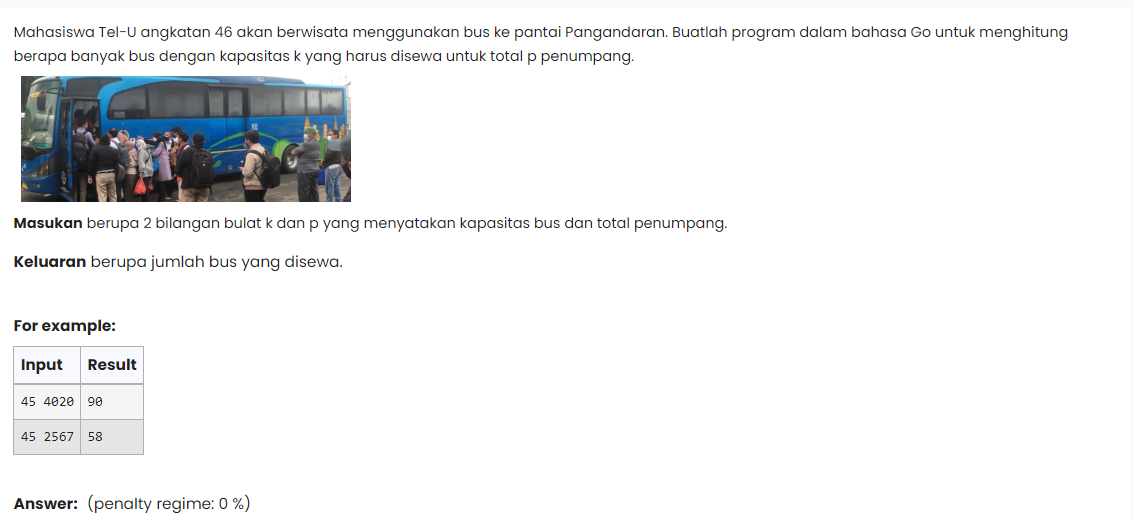 Mahasiswa Tel-U angkatan 46 akan berwisata menggunakan bus ke pantai Pangandaran. Buatlah program dalam bahasa Go untuk menghitung
berapa banyak bus dengan kapasitas k yang harus disewa untuk total p penumpang.
Masukan berupa 2 bilangan bulat k dan p yang menyatakan kapasitas bus dan total penumpang.
Keluaran berupa jumlah bus yang disewa.
For example:
Input Result
45 4020 90
45 2567 58
Answer: (penalty regime: 0 %)